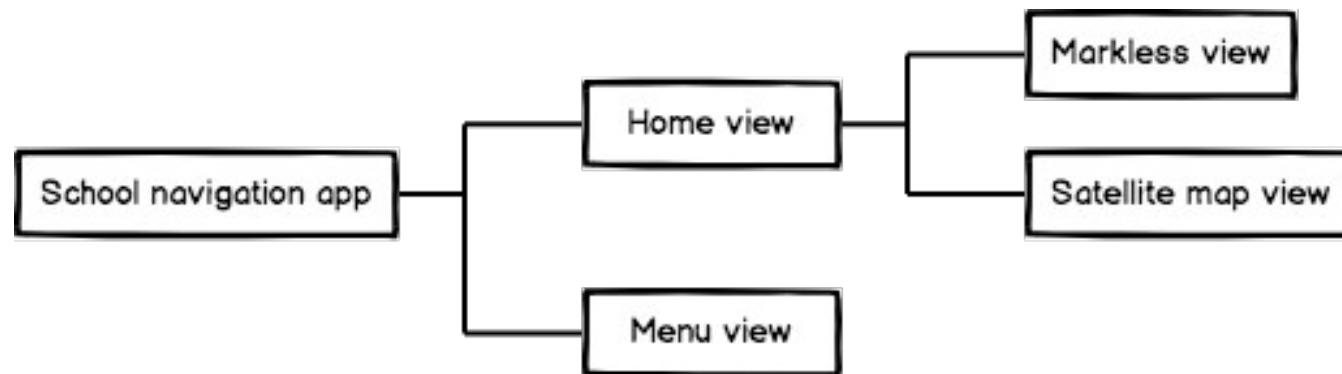 Markless view
Home view
School navigation app
Satellite map view
Menu view